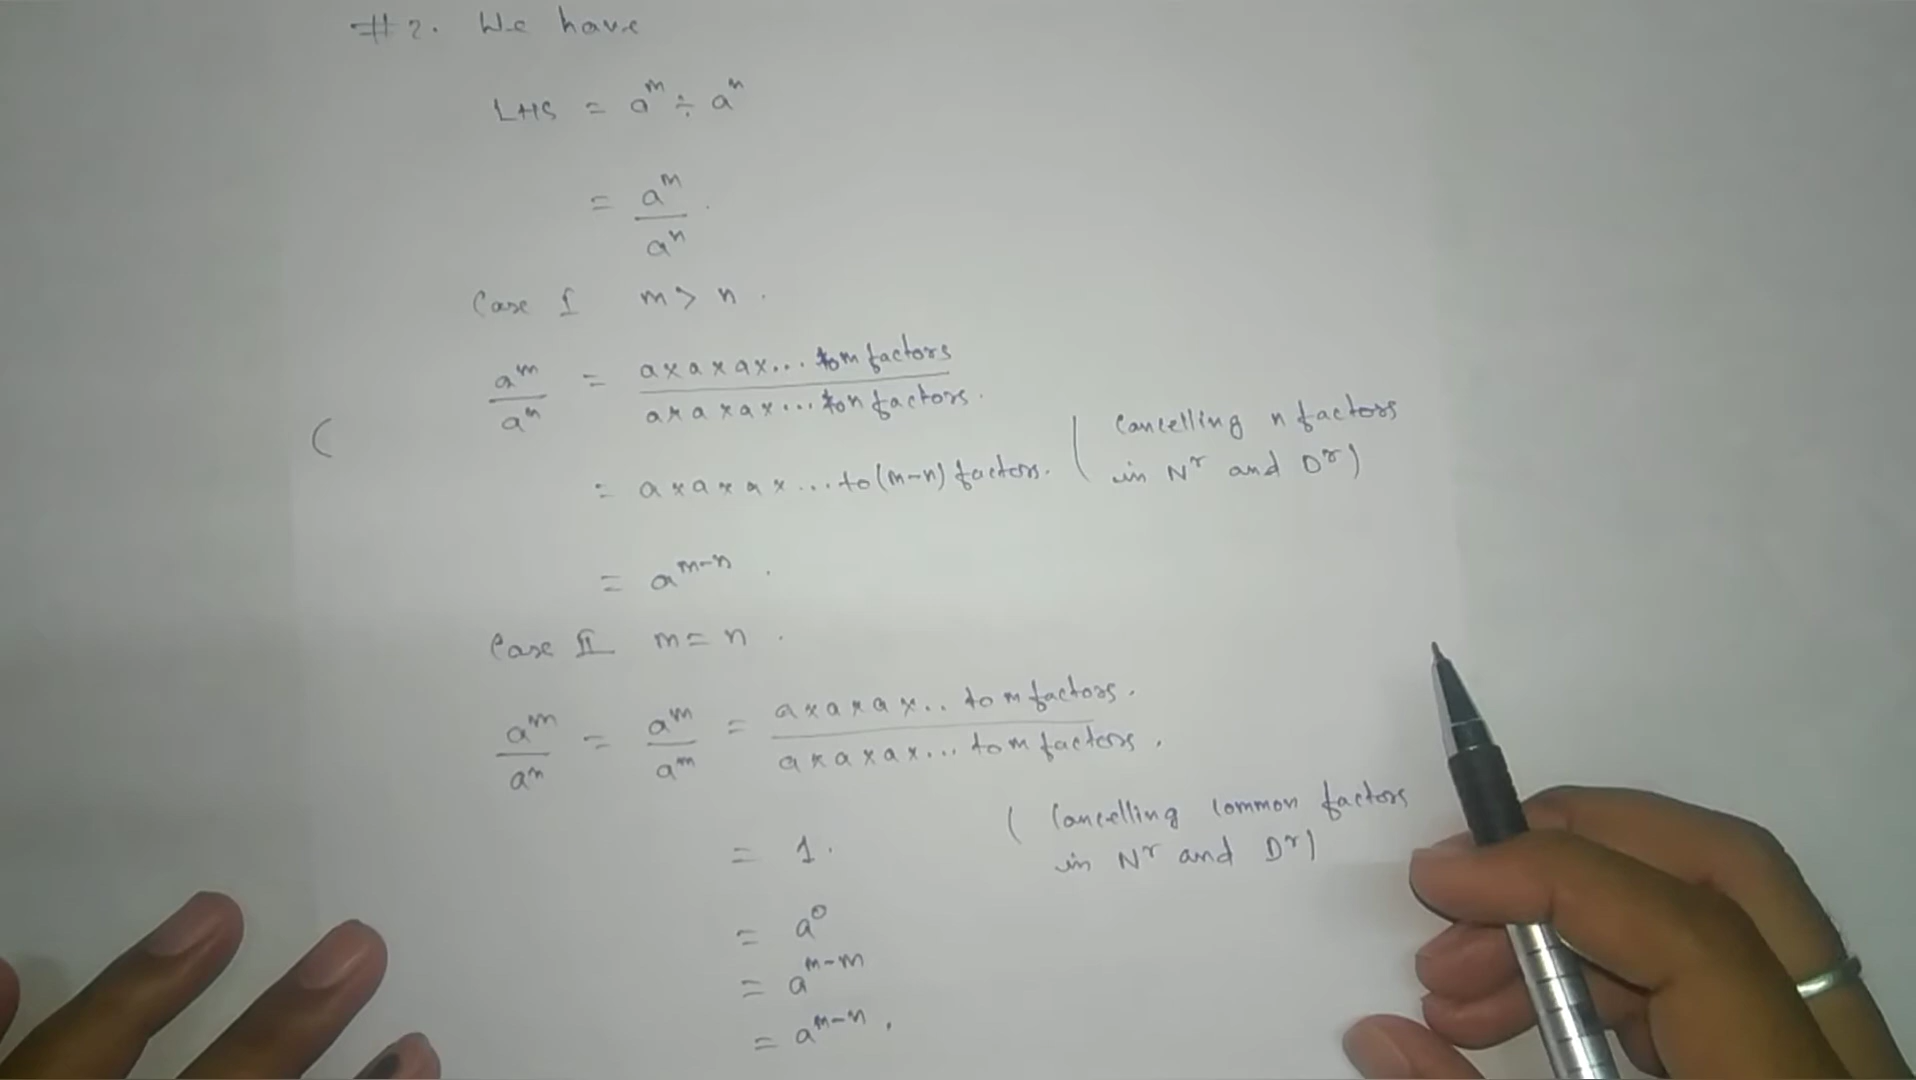 #2. We have
LHS = a^m ÷ a^n
= a^m / a^n .
Case I m > n .
a^m / a^n = a x a x a x ... to m factors / a x a x a x ... to n factors .
( = a x a x a x ... to (m-n) factors. ( Cancelling n factors
in N^r and D^r )
= a^(m-n) .
Case II m = n .
a^m / a^n = a^m / a^m = a x a x a x .. to m factors . / a x a x a x ... to m factors .
= 1 . ( Cancelling common factors
in N^r and D^r )
= a^0
= a^(m-m)
= a^(m-n) .